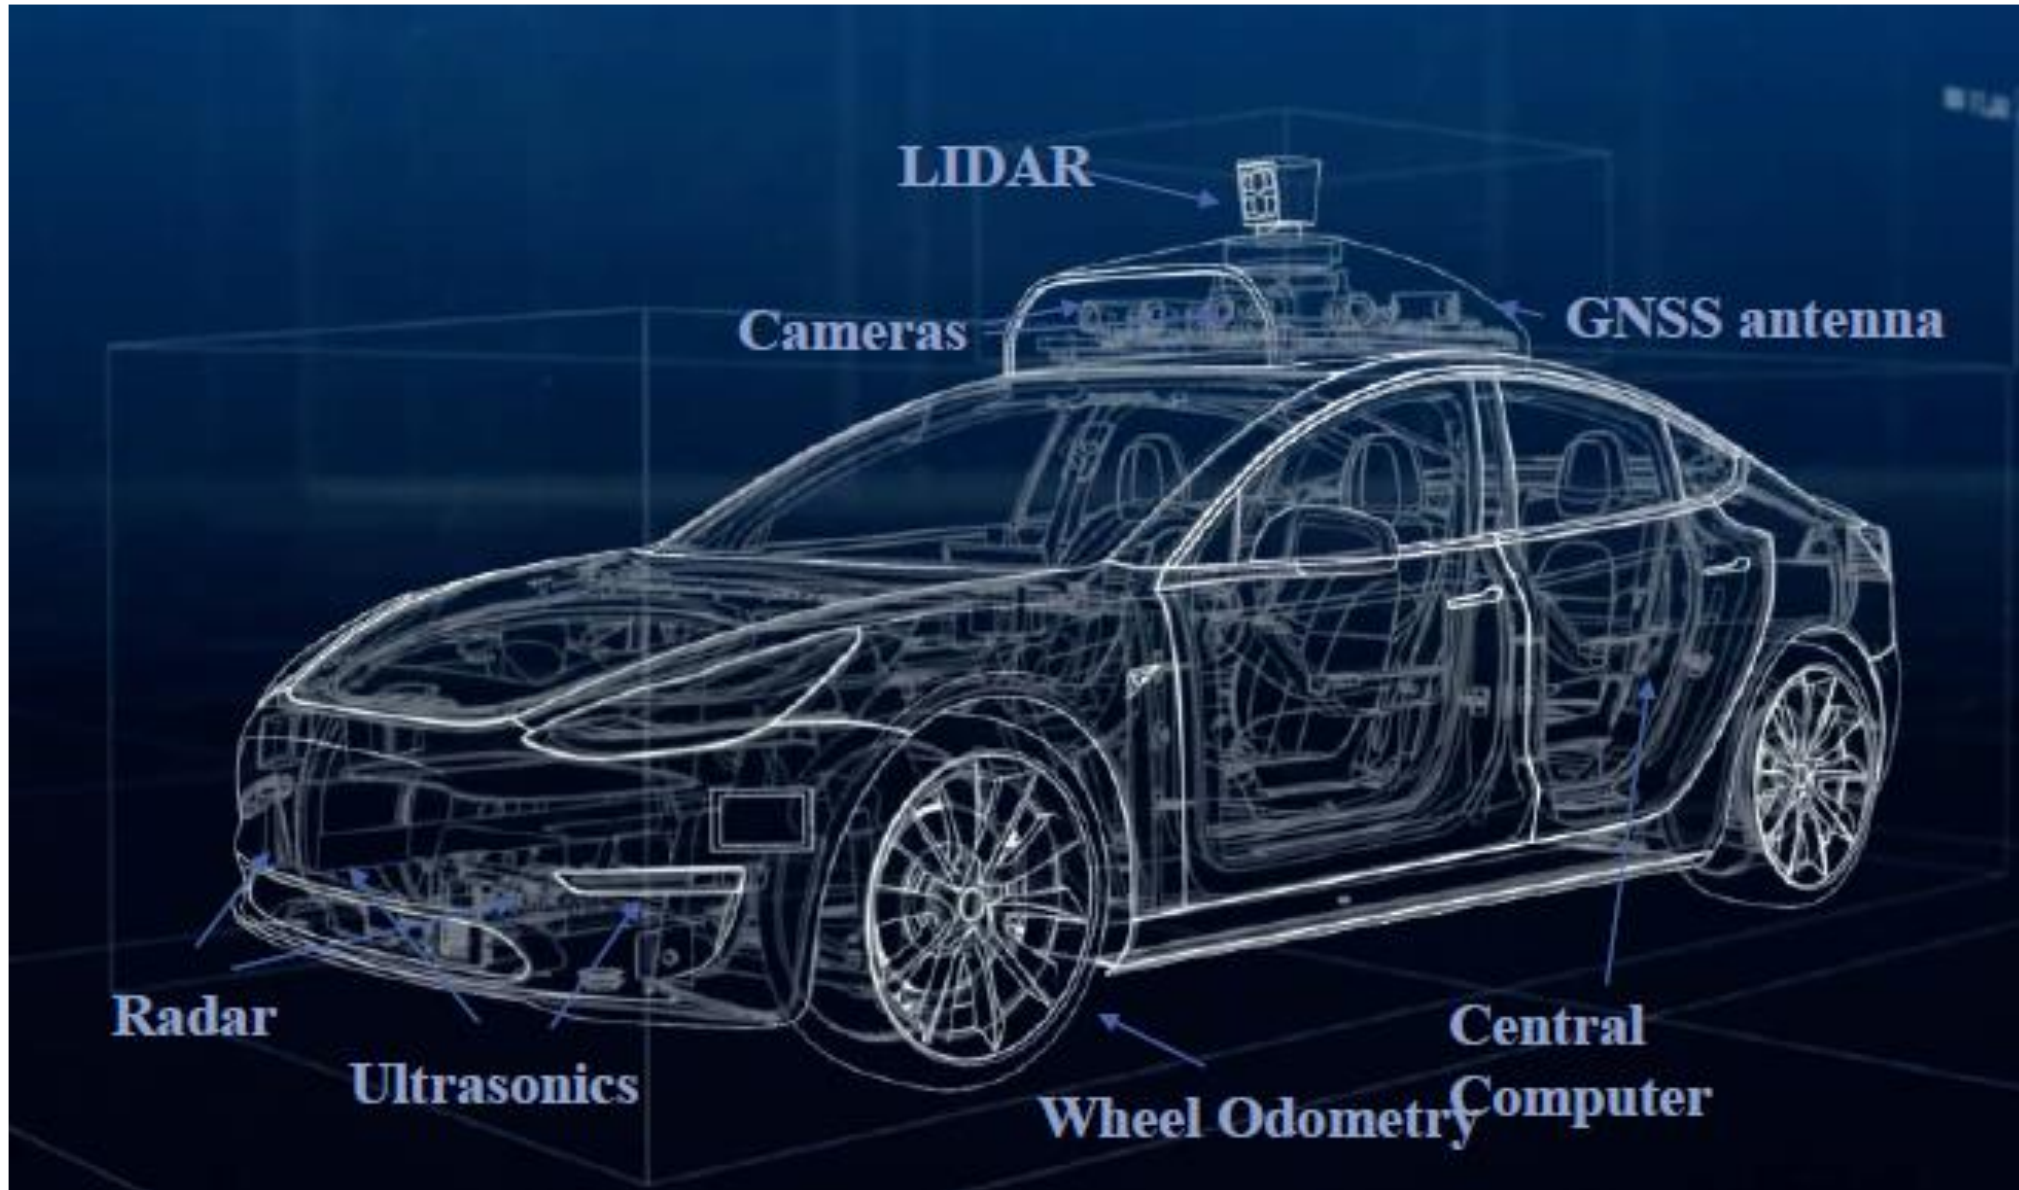 LIDAR
Cameras
GNSS antenna
Radar
Ultrasonics
Wheel Odometry
Central
Computer